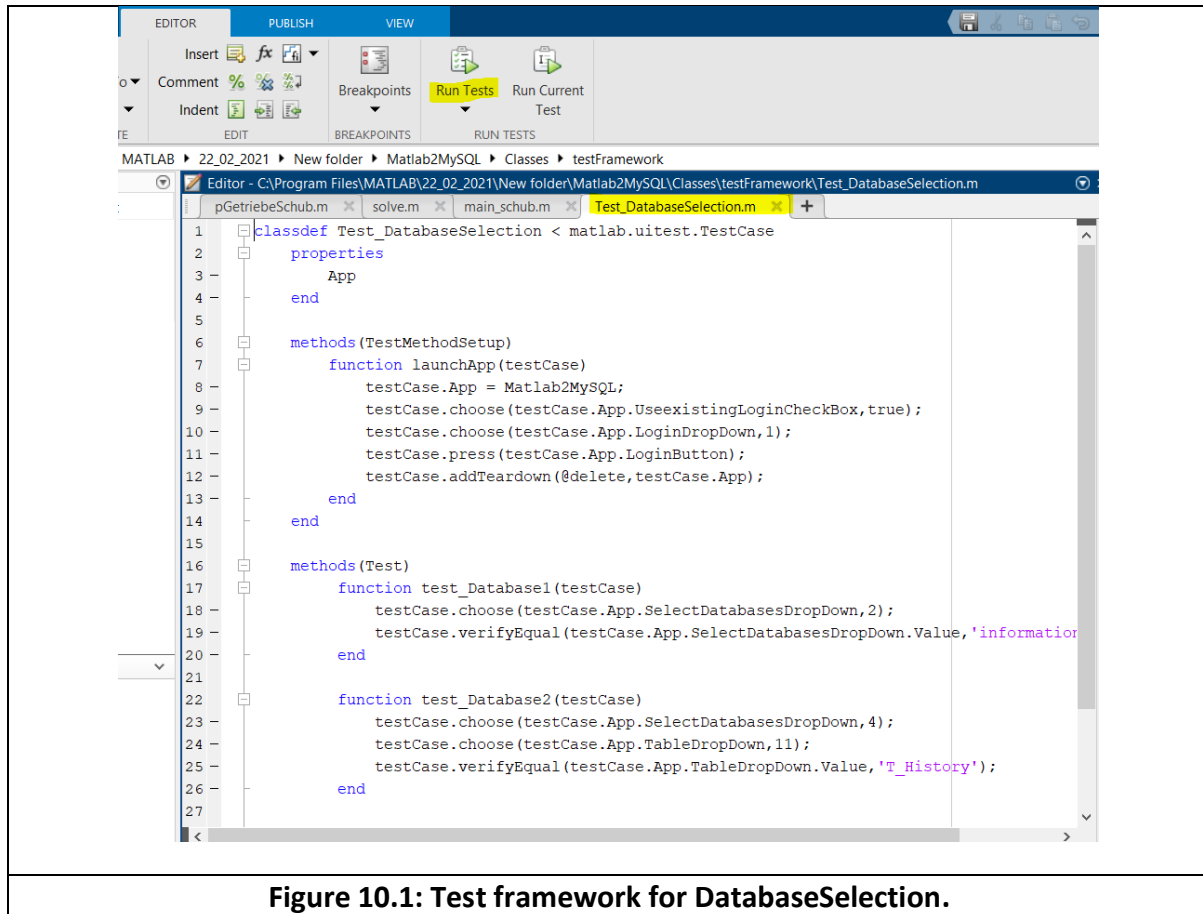 EDITOR PUBLISH VIEW
Insert fx
Comment
Indent
Breakpoints
Run Tests
Run Current
Test
EDIT BREAKPOINTS RUN TESTS
MATLAB 22_02_2021 New folder Matlab2MySQL Classes testFramework
Editor - C:\Program Files\MATLAB\22_02_2021\New folder\Matlab2MySQL\Classes\testFramework\Test_DatabaseSelection.m
pGetriebeSchub.m solve.m main_schub.m Test_DatabaseSelection.m +
1 classdef Test_DatabaseSelection < matlab.uitest.TestCase
2 properties
3 - App
4 - end
5
6 methods(TestMethodSetup)
7 function launchApp(testCase)
8 - testCase.App = Matlab2MySQL;
9 - testCase.choose(testCase.App.UseexistingLoginCheckBox,true);
10 - testCase.choose(testCase.App.LoginDropDown,1);
11 - testCase.press(testCase.App.LoginButton);
12 - testCase.addTeardown(@delete,testCase.App);
13 - end
14 end
15
16 methods(Test)
17 function test_Database1(testCase)
18 - testCase.choose(testCase.App.SelectDatabasesDropDown,2);
19 - testCase.verifyEqual(testCase.App.SelectDatabasesDropDown.Value,'information
20 - end
21
22 function test_Database2(testCase)
23 - testCase.choose(testCase.App.SelectDatabasesDropDown,4);
24 - testCase.choose(testCase.App.TableDropDown,11);
25 - testCase.verifyEqual(testCase.App.TableDropDown.Value,'T_History');
26 - end
27
Figure 10.1: Test framework for DatabaseSelection.